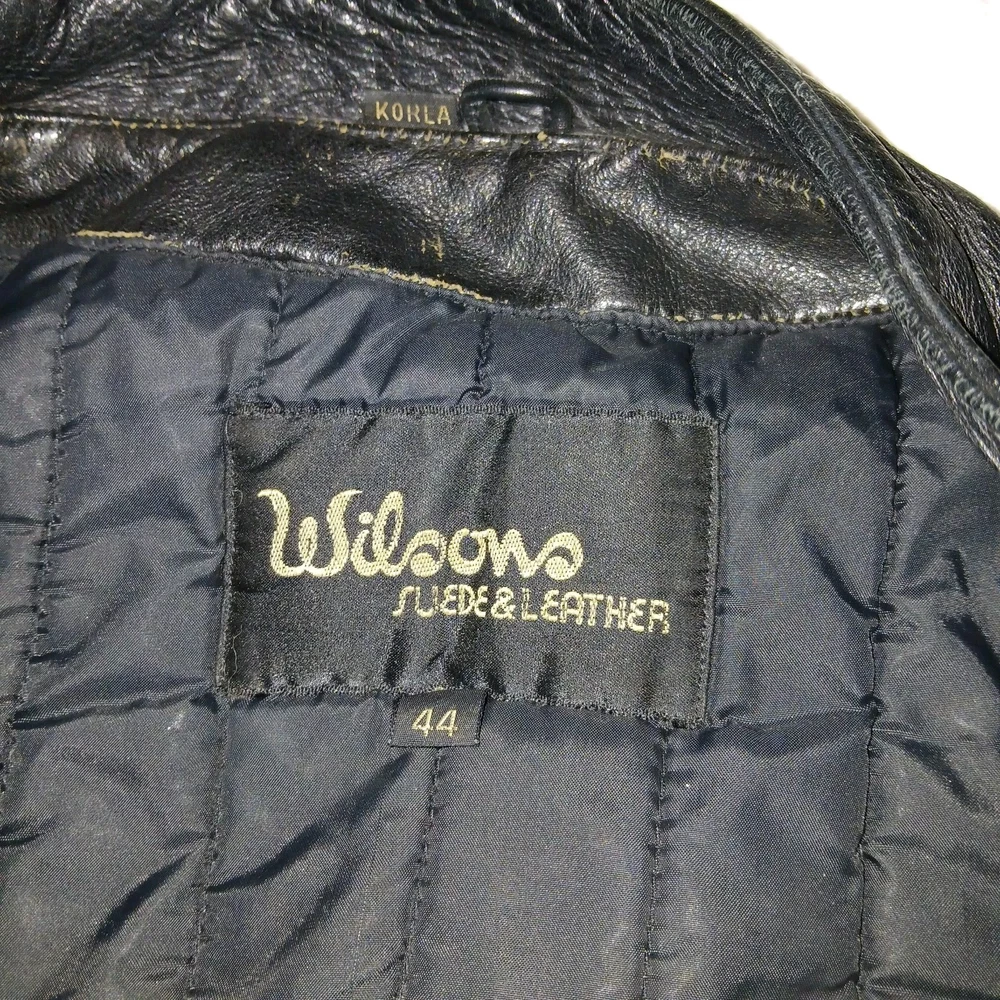 KORLA
Wilsons
SUEDE & LEATHER
44